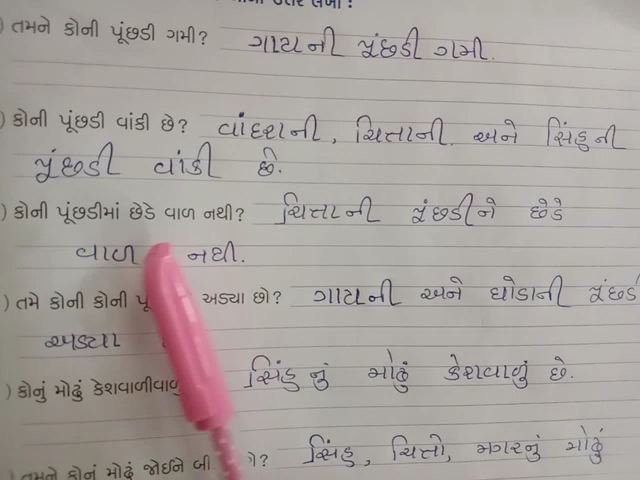 ) તમને કોની પૂંછડી ગમી? ગાયની પૂંછડી ગમી.
) કોની પૂંછડી વાંકી છે? વાંદરાની, ચિત્તાની અને સિંહની
પૂંછડી વાંકી છે.
) કોની પૂંછડીમાં છેડે વાળ નથી? ચિત્તાની પૂંછડીને છેડે
વાળ નથી.
) તમે કોની કોની અડ્યા છો? ગાયની અને ઘોડાની પૂંછડી
અડ્યા
) કોનું મોઢું કેશવાળીવાળુ સિંહનું મોઢું કેશવાળું છે.
તમને કોનું મોઢું જોઈને બી સિંહ, ચિત્તો, મગરનું મોઢું